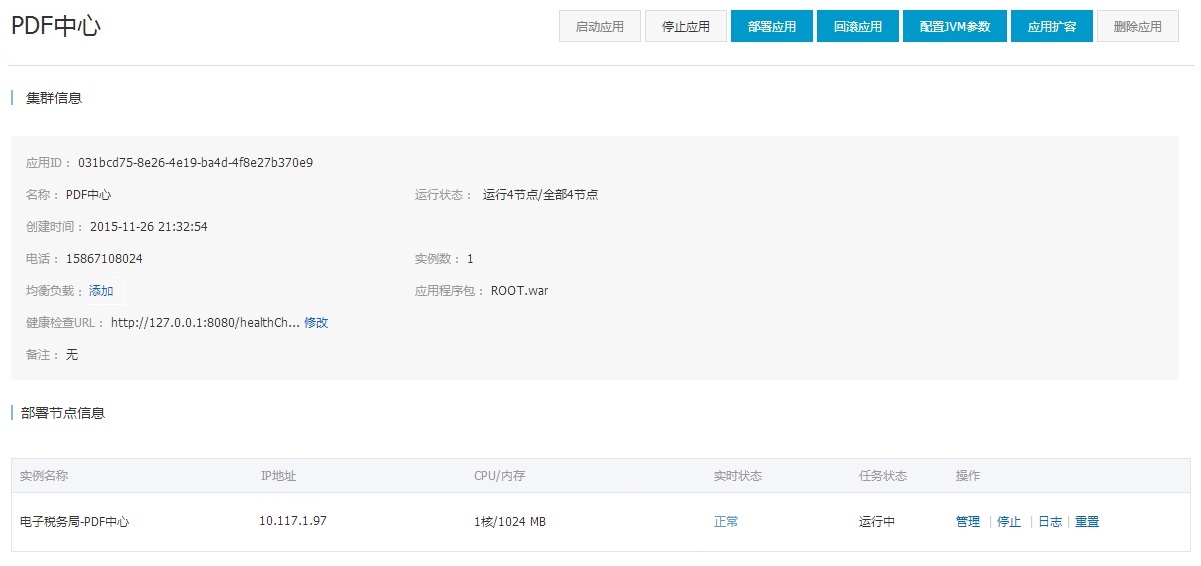 PDF中心 启动应用 停止应用 部署应用 回滚应用 配置JVM参数 应用扩容 删除应用
集群信息
应用ID： 031bcd75-8e26-4e19-ba4d-4f8e27b370e9
名称： PDF中心 运行状态： 运行4节点/全部4节点
创建时间： 2015-11-26 21:32:54
电话： 15867108024 实例数： 1
均衡负载： 添加 应用程序包： ROOT.war
健康检查URL： http://127.0.0.1:8080/healthCh... 修改
备注： 无
部署节点信息
实例名称 IP地址 CPU/内存 实时状态 任务状态 操作
电子税务局-PDF中心 10.117.1.97 1核/1024 MB 正常 运行中 管理 | 停止 | 日志 | 重置